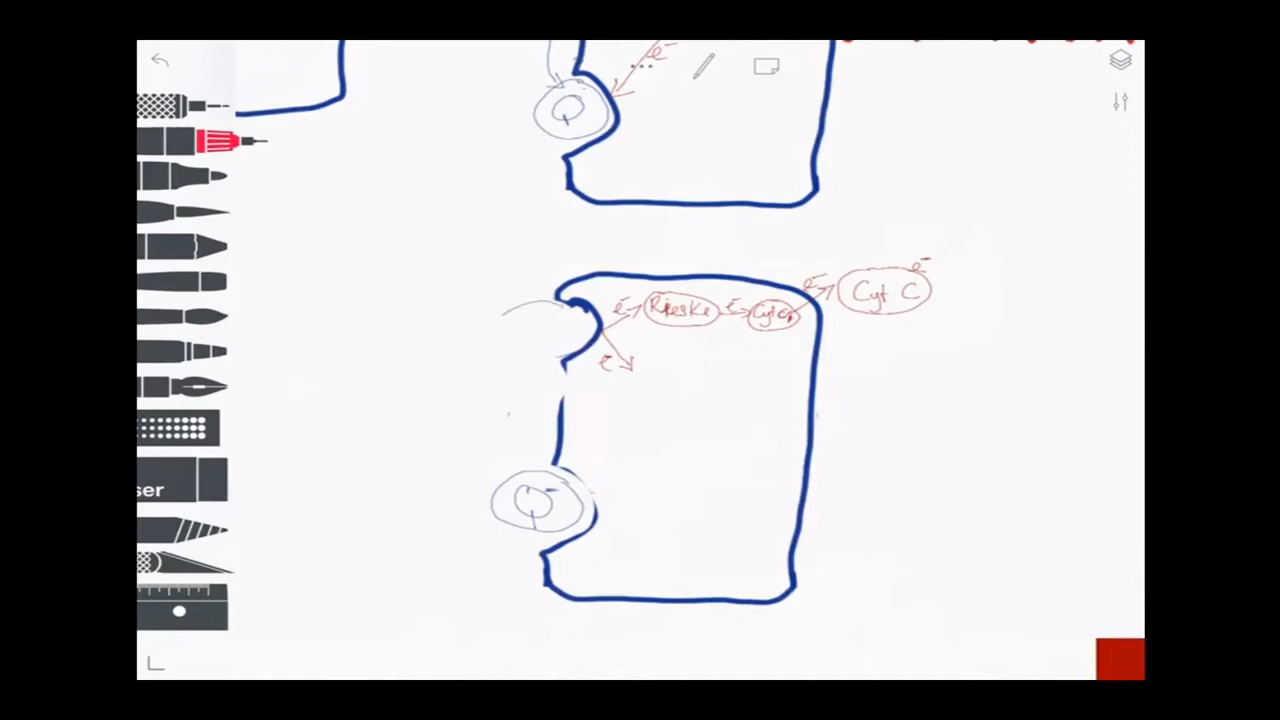 e-
Q
e-
e- Cyt C
e- Rieske e- Cyt C1
e-
Q-
ser